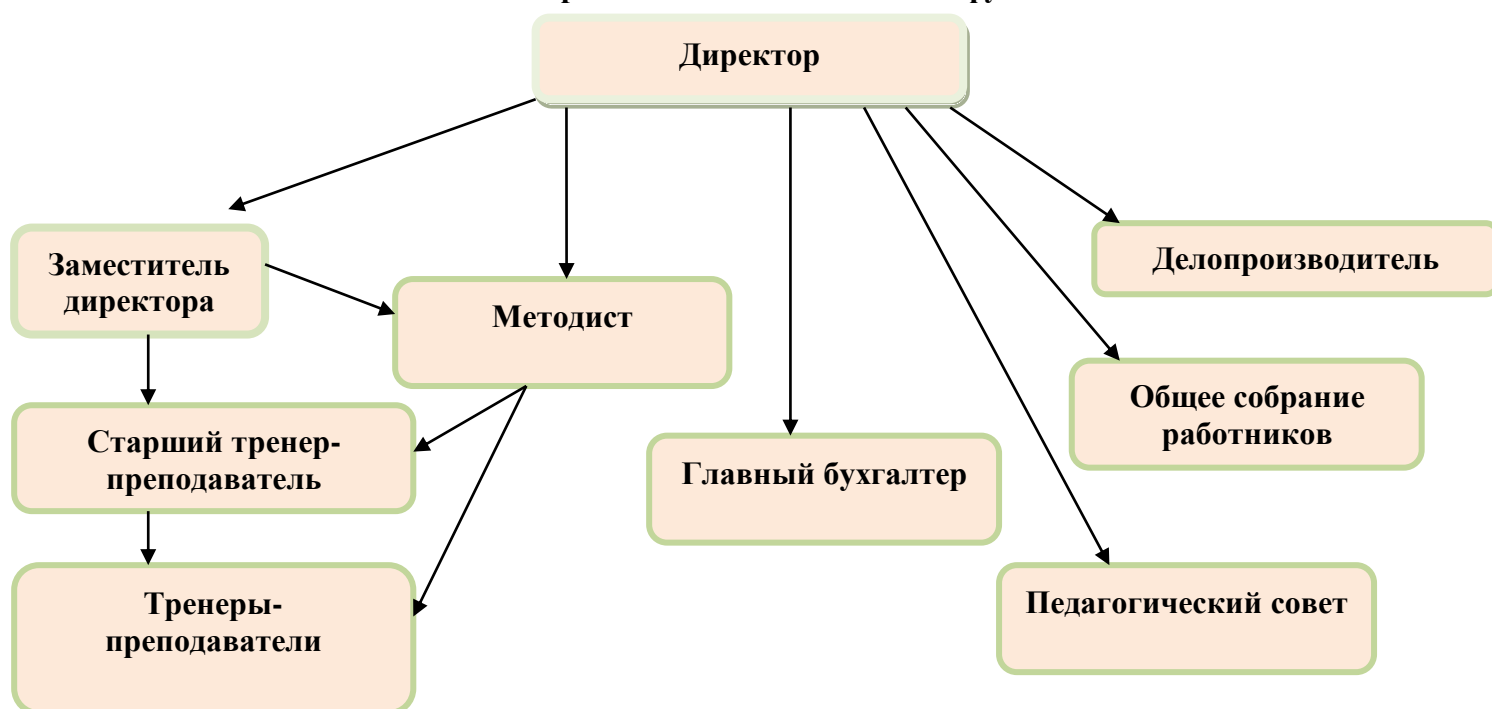 Директор
Заместитель
директора
Делопроизводитель
Методист
Общее собрание
работников
Старший тренер-
преподаватель
Главный бухгалтер
Тренеры-
преподаватели
Педагогический совет